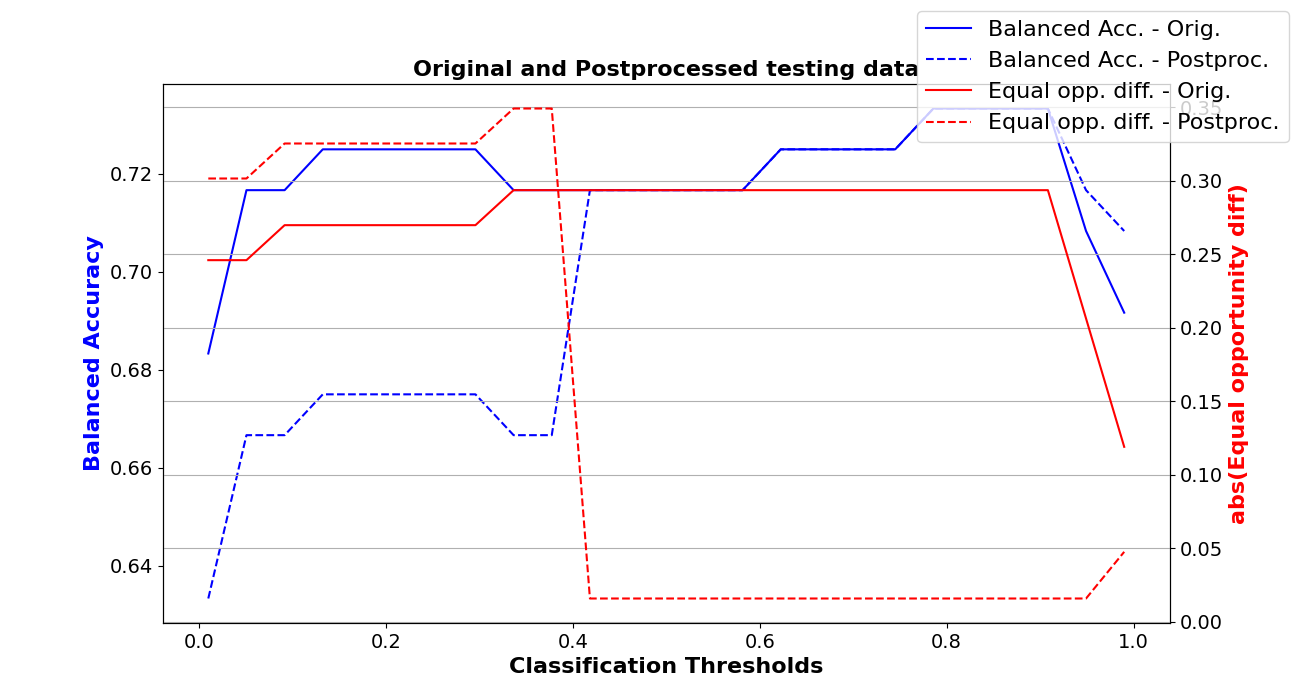 Original and Postprocessed testing data
Balanced Acc. - Orig.
Balanced Acc. - Postproc.
Equal opp. diff. - Orig.
Equal opp. diff. - Postproc.
Balanced Accuracy
0.72
0.70
0.68
0.66
0.64
0.35
0.30
0.25
0.20
0.15
0.10
0.05
0.00
abs(Equal opportunity diff)
0.0 0.2 0.4 0.6 0.8 1.0
Classification Thresholds